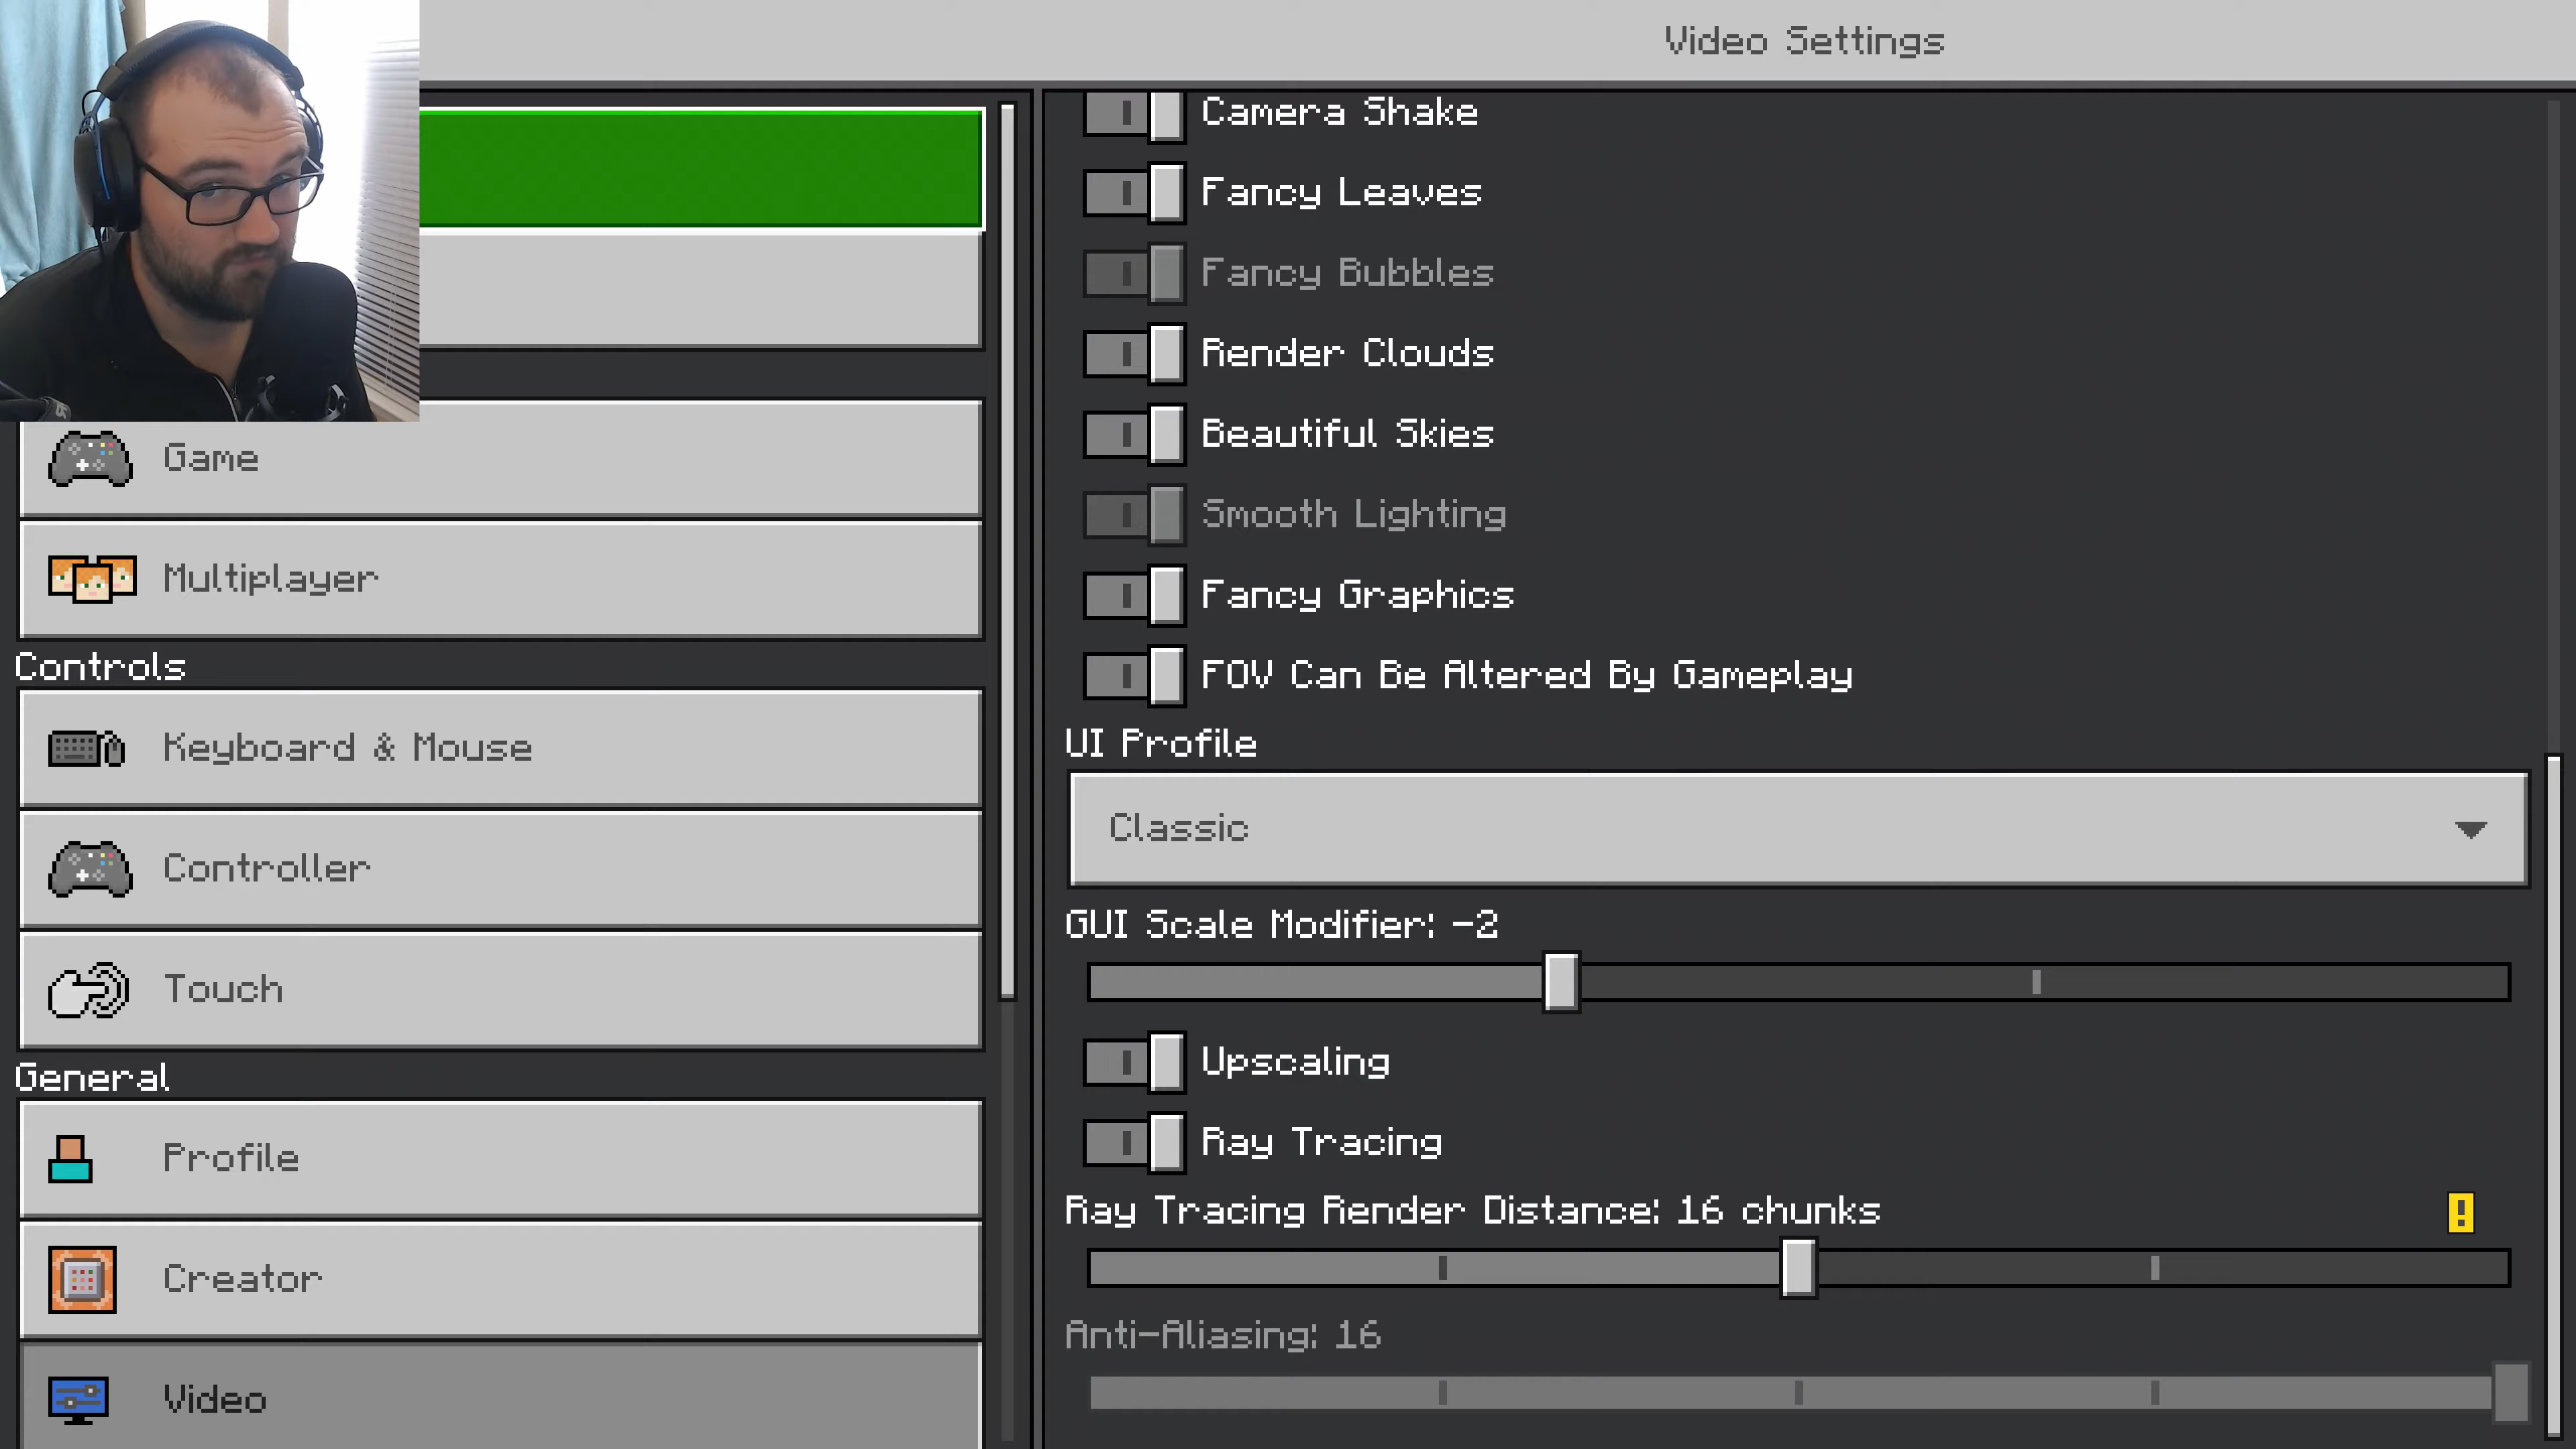 Video Settings
Game
Multiplayer
Controls
Keyboard & Mouse
Controller
Touch
General
Profile
Creator
Video
Camera Shake
Fancy Leaves
Fancy Bubbles
Render Clouds
Beautiful Skies
Smooth Lighting
Fancy Graphics
FOV Can Be Altered By Gameplay
UI Profile
Classic
GUI Scale Modifier: -2
Upscaling
Ray Tracing
Ray Tracing Render Distance: 16 chunks
!
Anti-Aliasing: 16